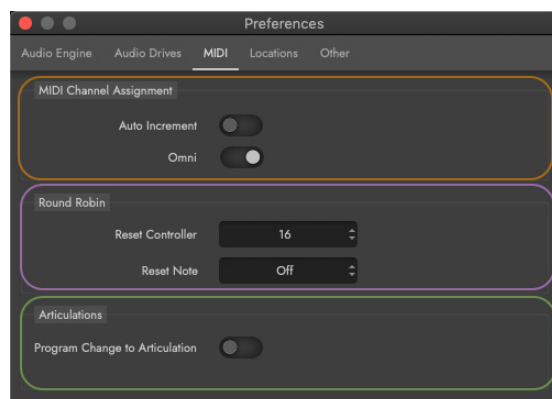 Preferences
Audio Engine Audio Drives MIDI Locations Other
MIDI Channel Assignment
Auto Increment
Omni
Round Robin
Reset Controller 16
Reset Note Off
Articulations
Program Change to Articulation